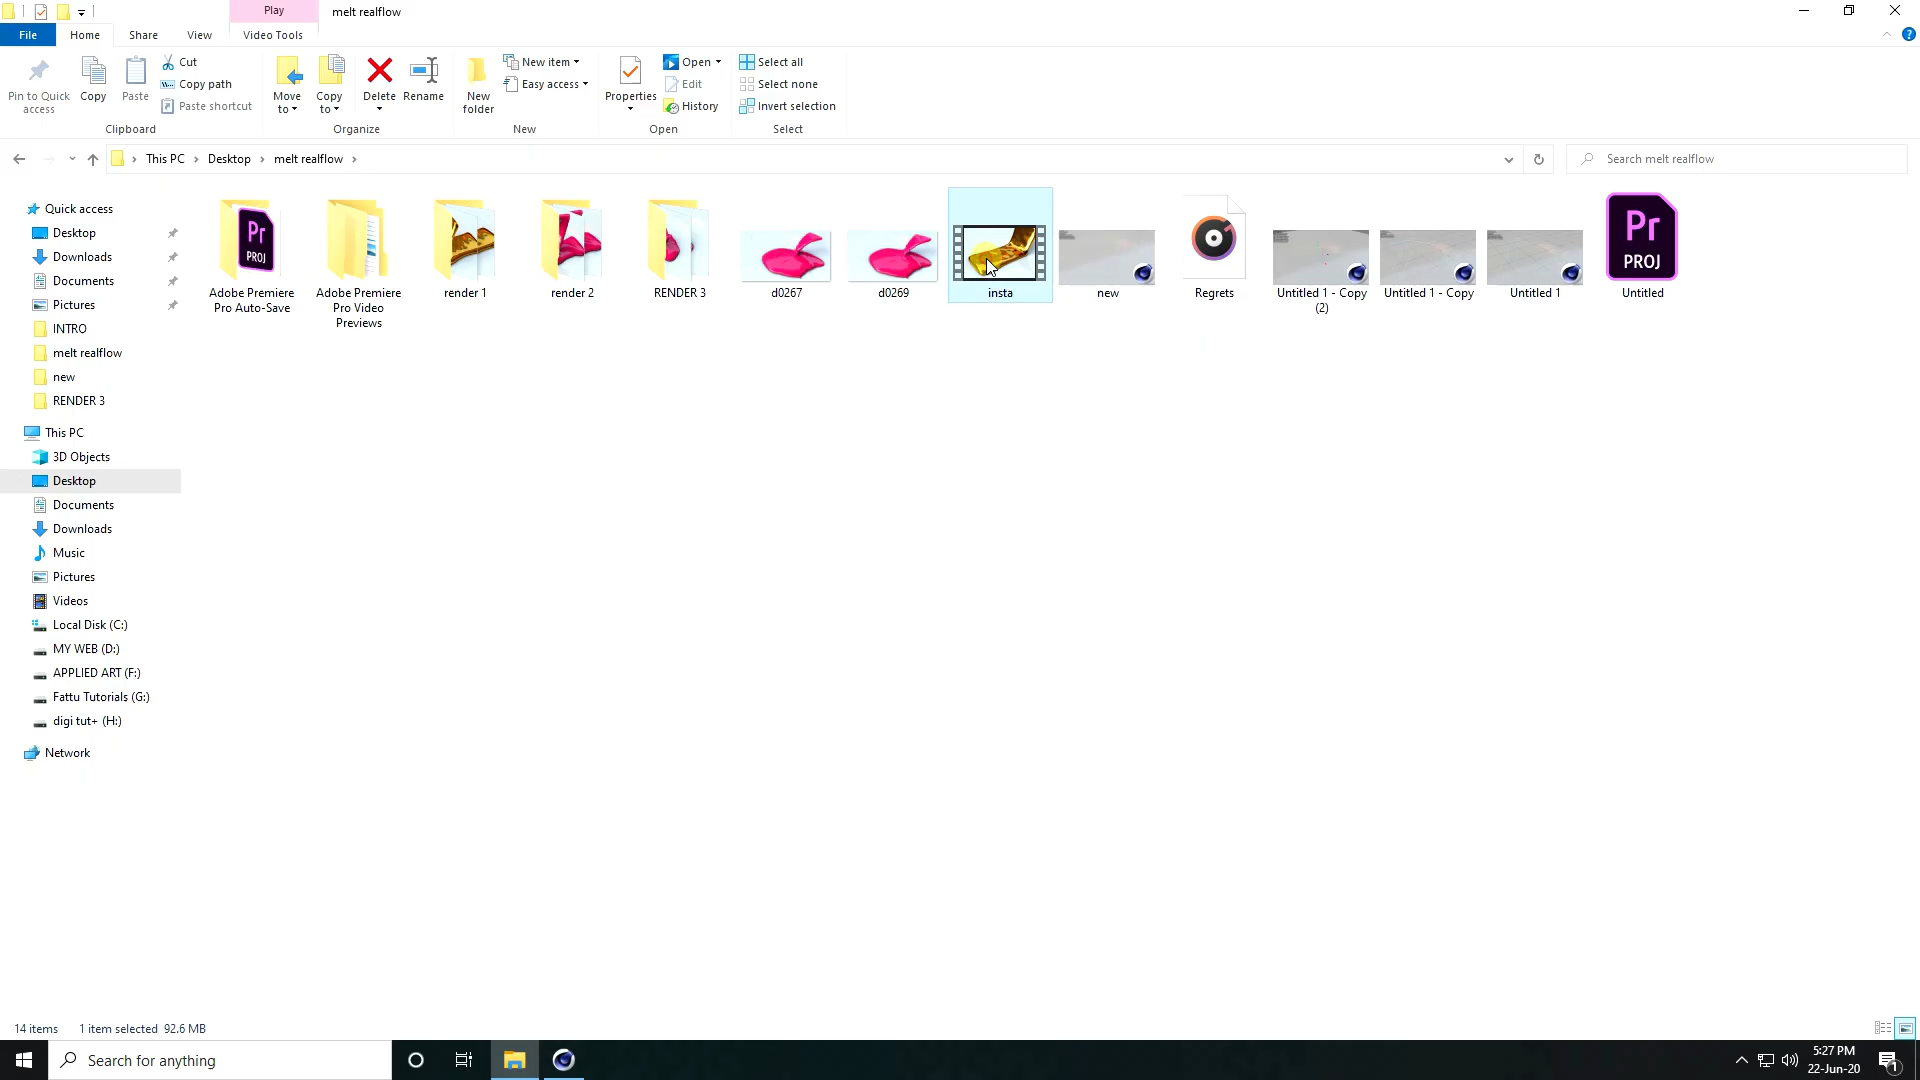 Play
melt realflow
File
Home
Share
View
Video Tools
Pin to Quick access
Copy
Paste
Cut
Copy path
Paste shortcut
Clipboard
Move to
Copy to
Delete
Rename
Organize
New folder
New item
Easy access
New
Properties
Open
Edit
History
Open
Select all
Select none
Invert selection
Select
This PC
Desktop
melt realflow
Search melt realflow
Quick access
Desktop
Downloads
Documents
Pictures
INTRO
melt realflow
new
RENDER 3
This PC
3D Objects
Desktop
Documents
Downloads
Music
Pictures
Videos
Local Disk (C:)
MY WEB (D:)
APPLIED ART (F:)
Fattu Tutorials (G:)
digi tut+ (H:)
Network
Pr
PROJ
Adobe Premiere
Pro Auto-Save
Adobe Premiere
Pro Video
Previews
render 1
render 2
RENDER 3
d0267
d0269
insta
new
Regrets
Untitled 1 - Copy
(2)
Untitled 1 - Copy
Untitled 1
Pr
PROJ
Untitled
14 items
1 item selected 92.6 MB
Search for anything
5:27 PM
22-Jun-20
1